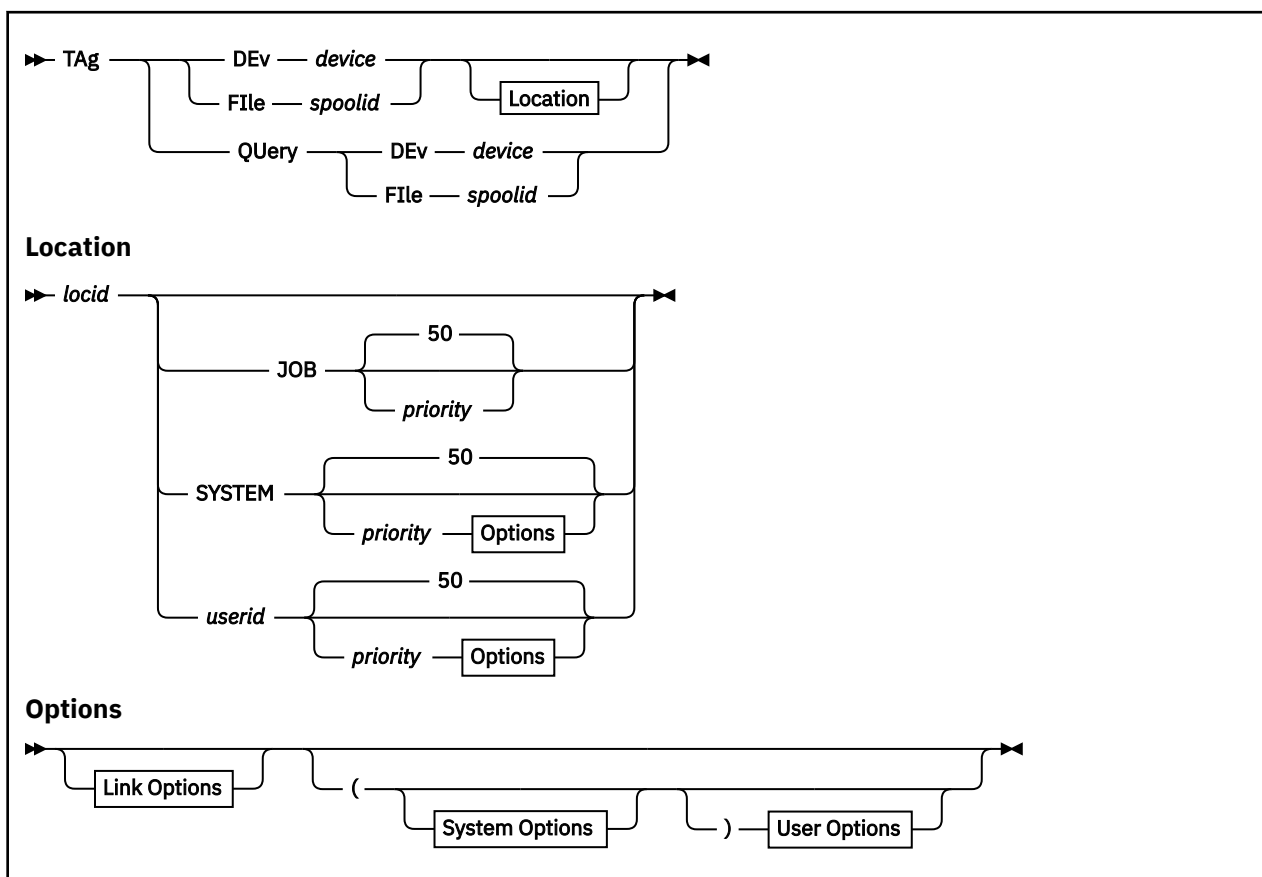 TAg DEv device
FIle spoolid Location
QUery DEv device
FIle spoolid
Location
locid
50
JOB
priority
50
SYSTEM
priority Options
50
userid
priority Options
Options
Link Options (
System Options ) User Options